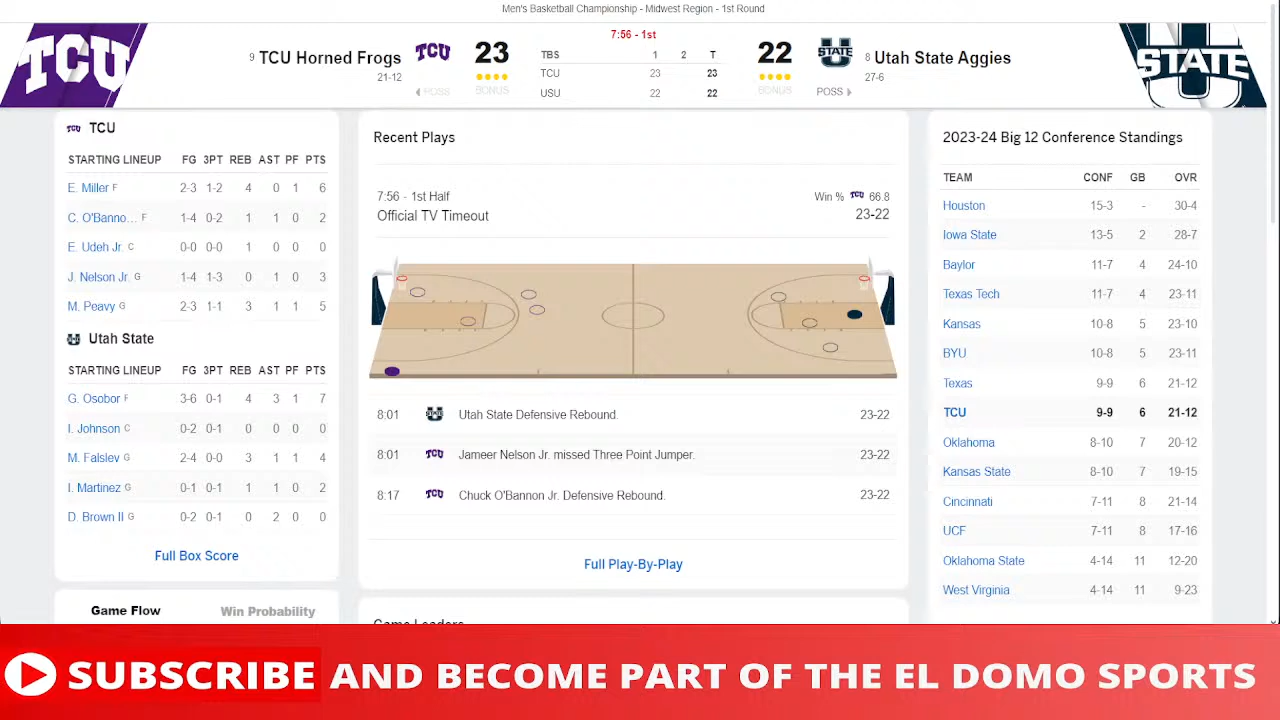 Men's Basketball Championship - Midwest Region - 1st Round
TCU
9 TCU Horned Frogs
21-12
TCU
23
POSS
BONUS
7:56 - 1st
TBS 1 2 T
TCU 23 23
USU 22 22
22
BONUS
STATE
8 Utah State Aggies
27-6
POSS
STATE
TCU TCU
STARTING LINEUP FG 3PT REB AST PF PTS
E. Miller F 2-3 1-2 4 0 1 6
C. O'Banno... F 1-4 0-2 1 1 0 2
E. Udeh Jr. C 0-0 0-0 1 0 0 0
J. Nelson Jr. G 1-4 1-3 0 1 0 3
M. Peavy G 2-3 1-1 3 1 1 5
Utah State
STARTING LINEUP FG 3PT REB AST PF PTS
G. Osobor F 3-6 0-1 4 3 1 7
I. Johnson C 0-2 0-1 0 0 0 0
M. Falslev G 2-4 0-0 3 1 1 4
I. Martinez G 0-1 0-1 1 1 0 2
D. Brown II G 0-2 0-1 0 2 0 0
Full Box Score
Game Flow Win Probability
Recent Plays
7:56 - 1st Half Win % TCU 66.8
Official TV Timeout 23-22
8:01 STATE Utah State Defensive Rebound. 23-22
8:01 TCU Jameer Nelson Jr. missed Three Point Jumper. 23-22
8:17 TCU Chuck O'Bannon Jr. Defensive Rebound. 23-22
Full Play-By-Play
Game Leaders
2023-24 Big 12 Conference Standings
TEAM CONF GB OVR
Houston 15-3 - 30-4
Iowa State 13-5 2 28-7
Baylor 11-7 4 24-10
Texas Tech 11-7 4 23-11
Kansas 10-8 5 23-10
BYU 10-8 5 23-11
Texas 9-9 6 21-12
TCU 9-9 6 21-12
Oklahoma 8-10 7 20-12
Kansas State 8-10 7 19-15
Cincinnati 7-11 8 21-14
UCF 7-11 8 17-16
Oklahoma State 4-14 11 12-20
West Virginia 4-14 11 9-23
SUBSCRIBE AND BECOME PART OF THE EL DOMO SPORTS